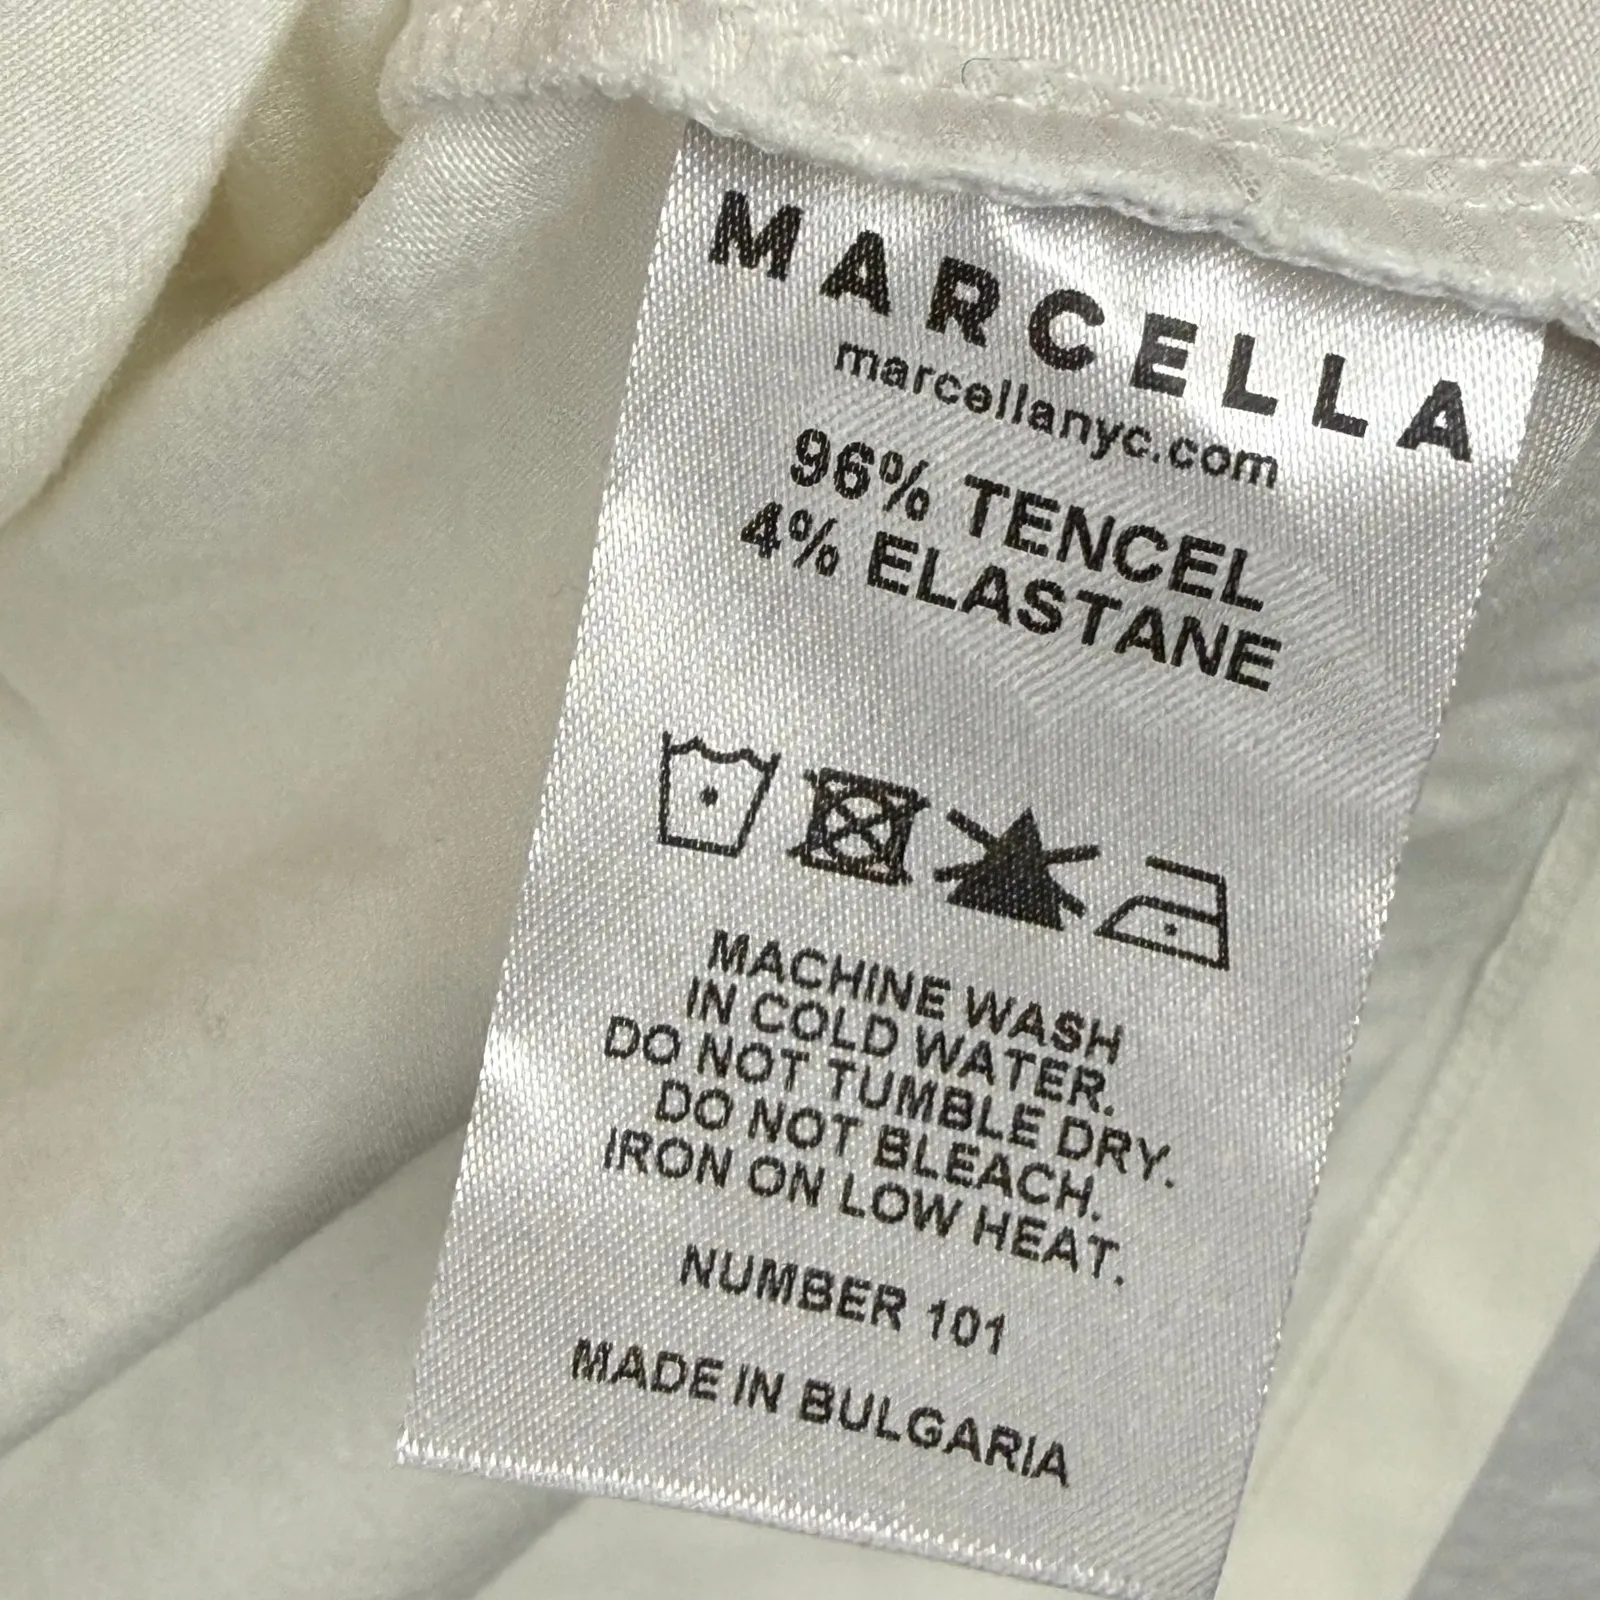 MARCELLA
marcellanyc.com
96% TENCEL
4% ELASTANE
MACHINE WASH
IN COLD WATER.
DO NOT TUMBLE DRY.
DO NOT BLEACH.
IRON ON LOW HEAT.
NUMBER 101
MADE IN BULGARIA